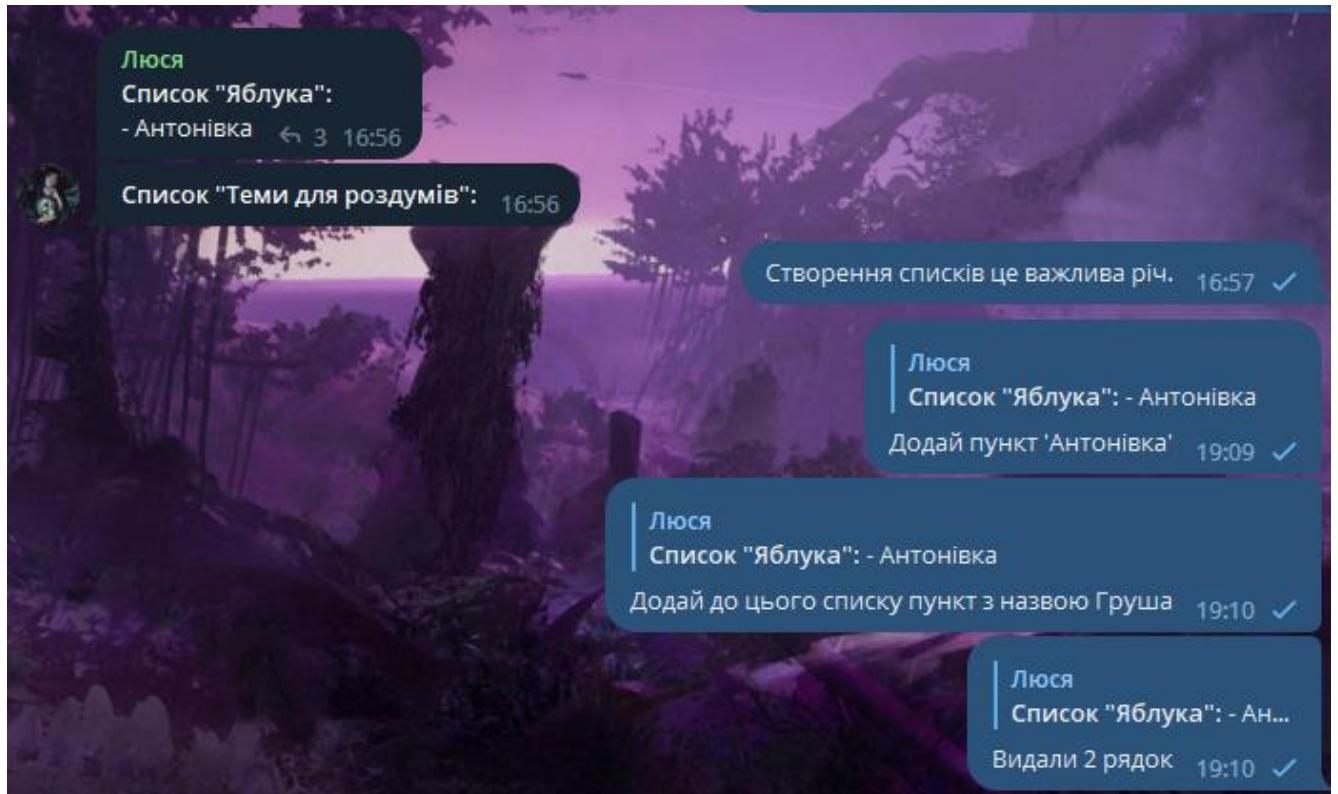 Люся
Список "Яблука":
- Антонівка 3 16:56
Список "Теми для роздумів": 16:56
Створення списків це важлива річ. 16:57
Люся
Список "Яблука": - Антонівка
Додай пункт 'Антонівка' 19:09
Люся
Список "Яблука": - Антонівка
Додай до цього списку пункт з назвою Груша 19:10
Люся
Список "Яблука": - Ан...
Видали 2 рядок 19:10